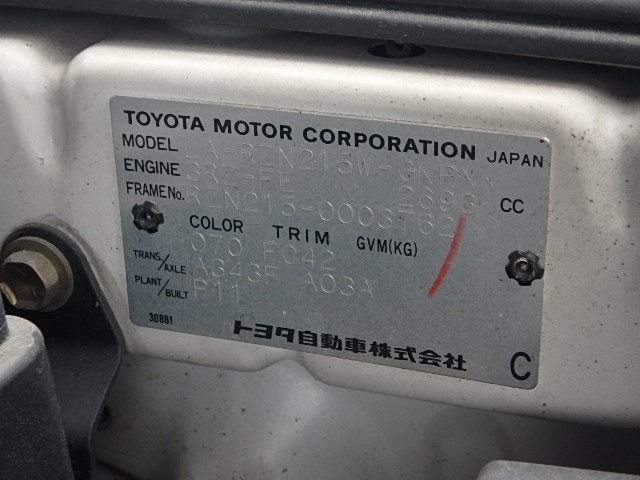 TOYOTA MOTOR CORPORATION JAPAN
MODEL
ENGINE 3RZ-FE 2693 CC
FRAME No. RZN215-0003762
COLOR TRIM GVM(KG)
070 FC42
TRANS./AXLE A343F A03A
PLANT/BUILT P11
30881
トヨタ自動車株式会社 C